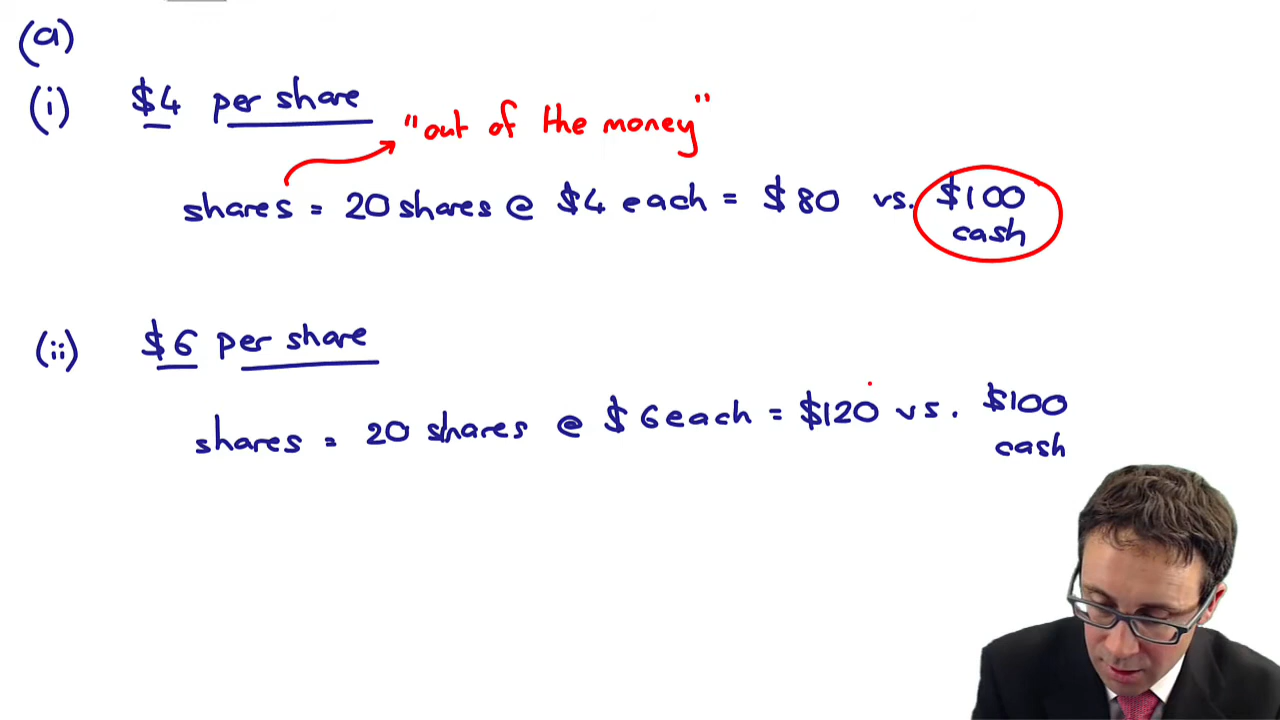 (a)
(i) $4 per share
"out of the money"
shares = 20 shares @ $4 each = $80 vs. $100
cash
(ii) $6 per share
shares = 20 shares @ $6 each = $120 vs. $100
cash